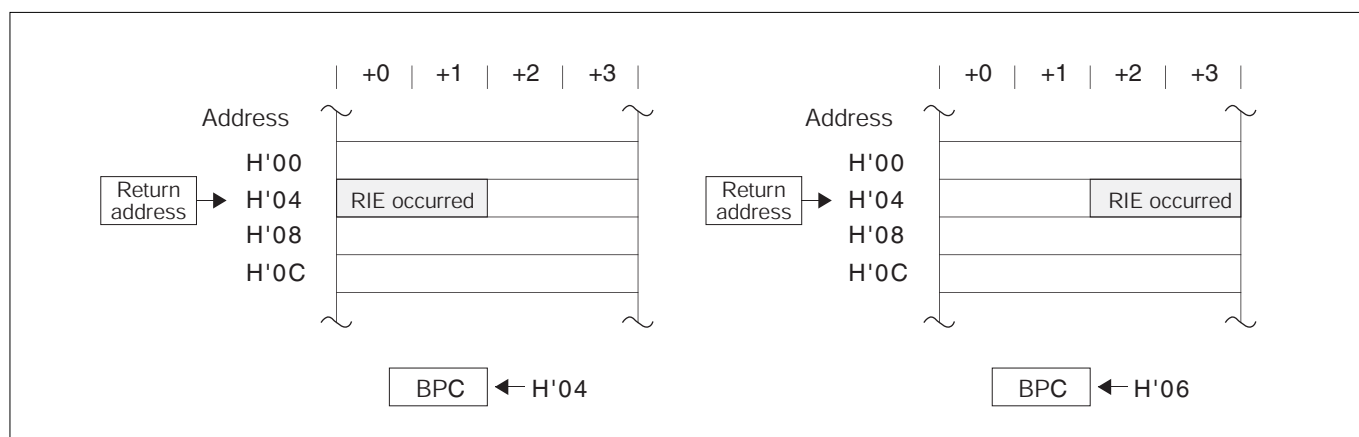 +0 | +1 | +2 | +3
Address
H'00
Return address
H'04
RIE occurred
H'08
H'0C
BPC
H'04
+0 | +1 | +2 | +3
Address
H'00
Return address
H'04
RIE occurred
H'08
H'0C
BPC
H'06